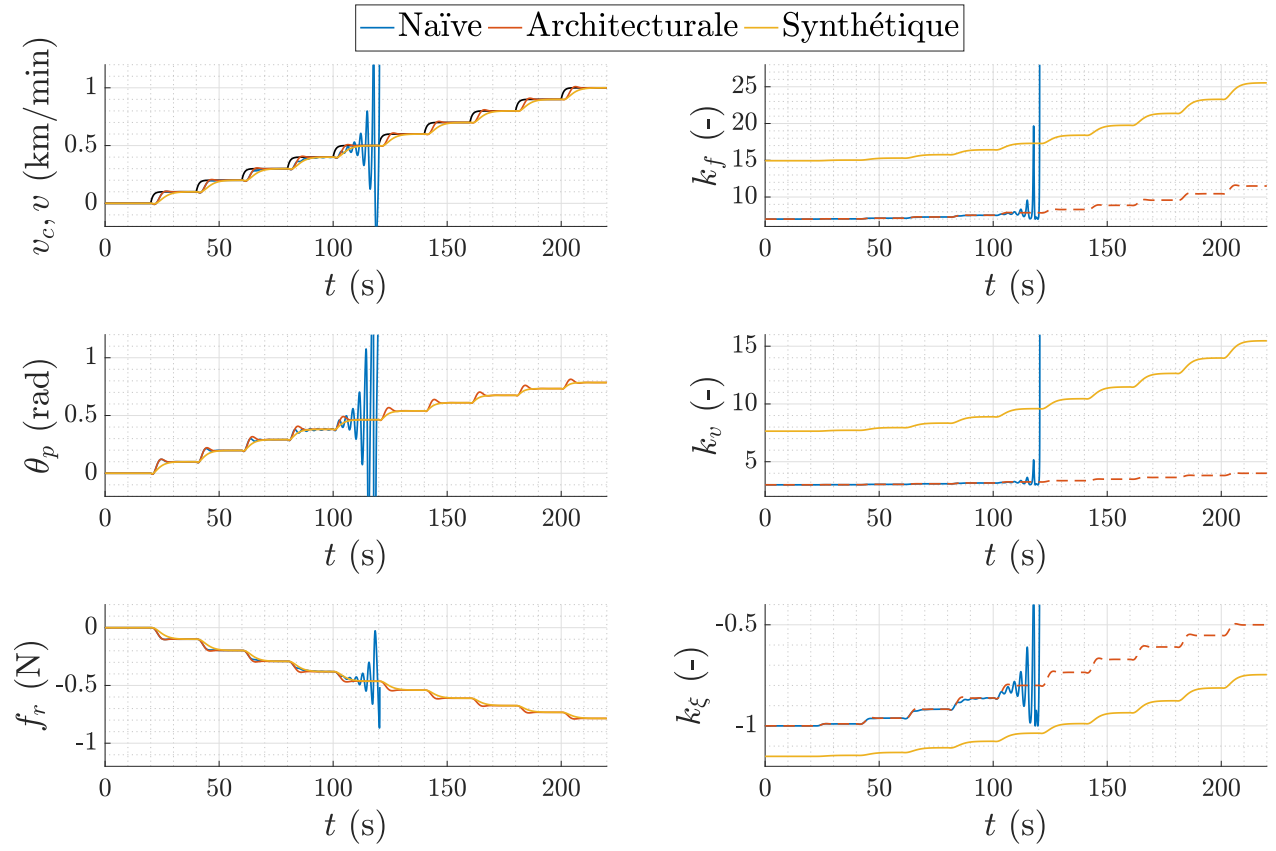 Naïve Architecturale Synthétique
v_c, v (km/min)
1
0.5
0
0 50 100 150 200
t (s)
k_f (-)
25
20
15
10
0 50 100 150 200
t (s)
θ_p (rad)
1
0.5
0
0 50 100 150 200
t (s)
k_v (-)
15
10
5
0 50 100 150 200
t (s)
f_r (N)
0
-0.5
-1
0 50 100 150 200
t (s)
k_ξ (-)
-0.5
-1
0 50 100 150 200
t (s)